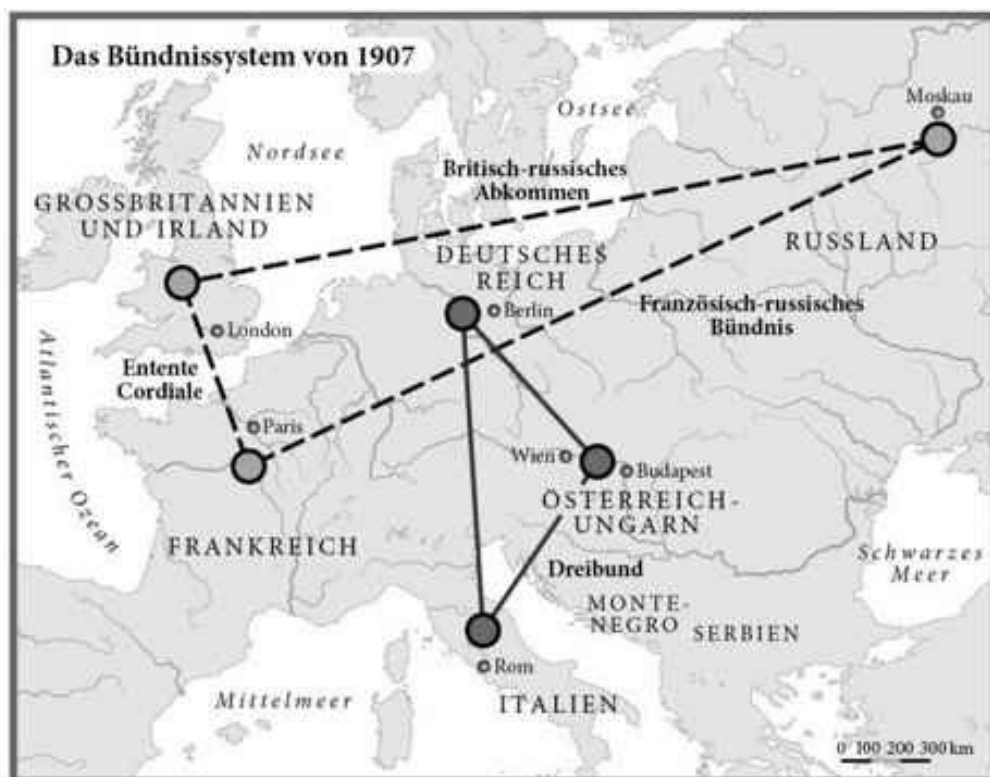 Das Bündnissystem von 1907
Moskau
Ostsee
Nordsee
Britisch-russisches
Abkommen
GROSSBRITANNIEN
UND IRLAND
RUSSLAND
DEUTSCHES
REICH
Berlin
Französisch-russisches
Bündnis
London
Atlantischer Ozean
Entente
Cordiale
Paris
Wien
Budapest
ÖSTERREICH-
UNGARN
FRANKREICH
Schwarzes
Meer
Dreibund
MONTE-
NEGRO
SERBIEN
Rom
Mittelmeer
ITALIEN
0 100 200 300 km